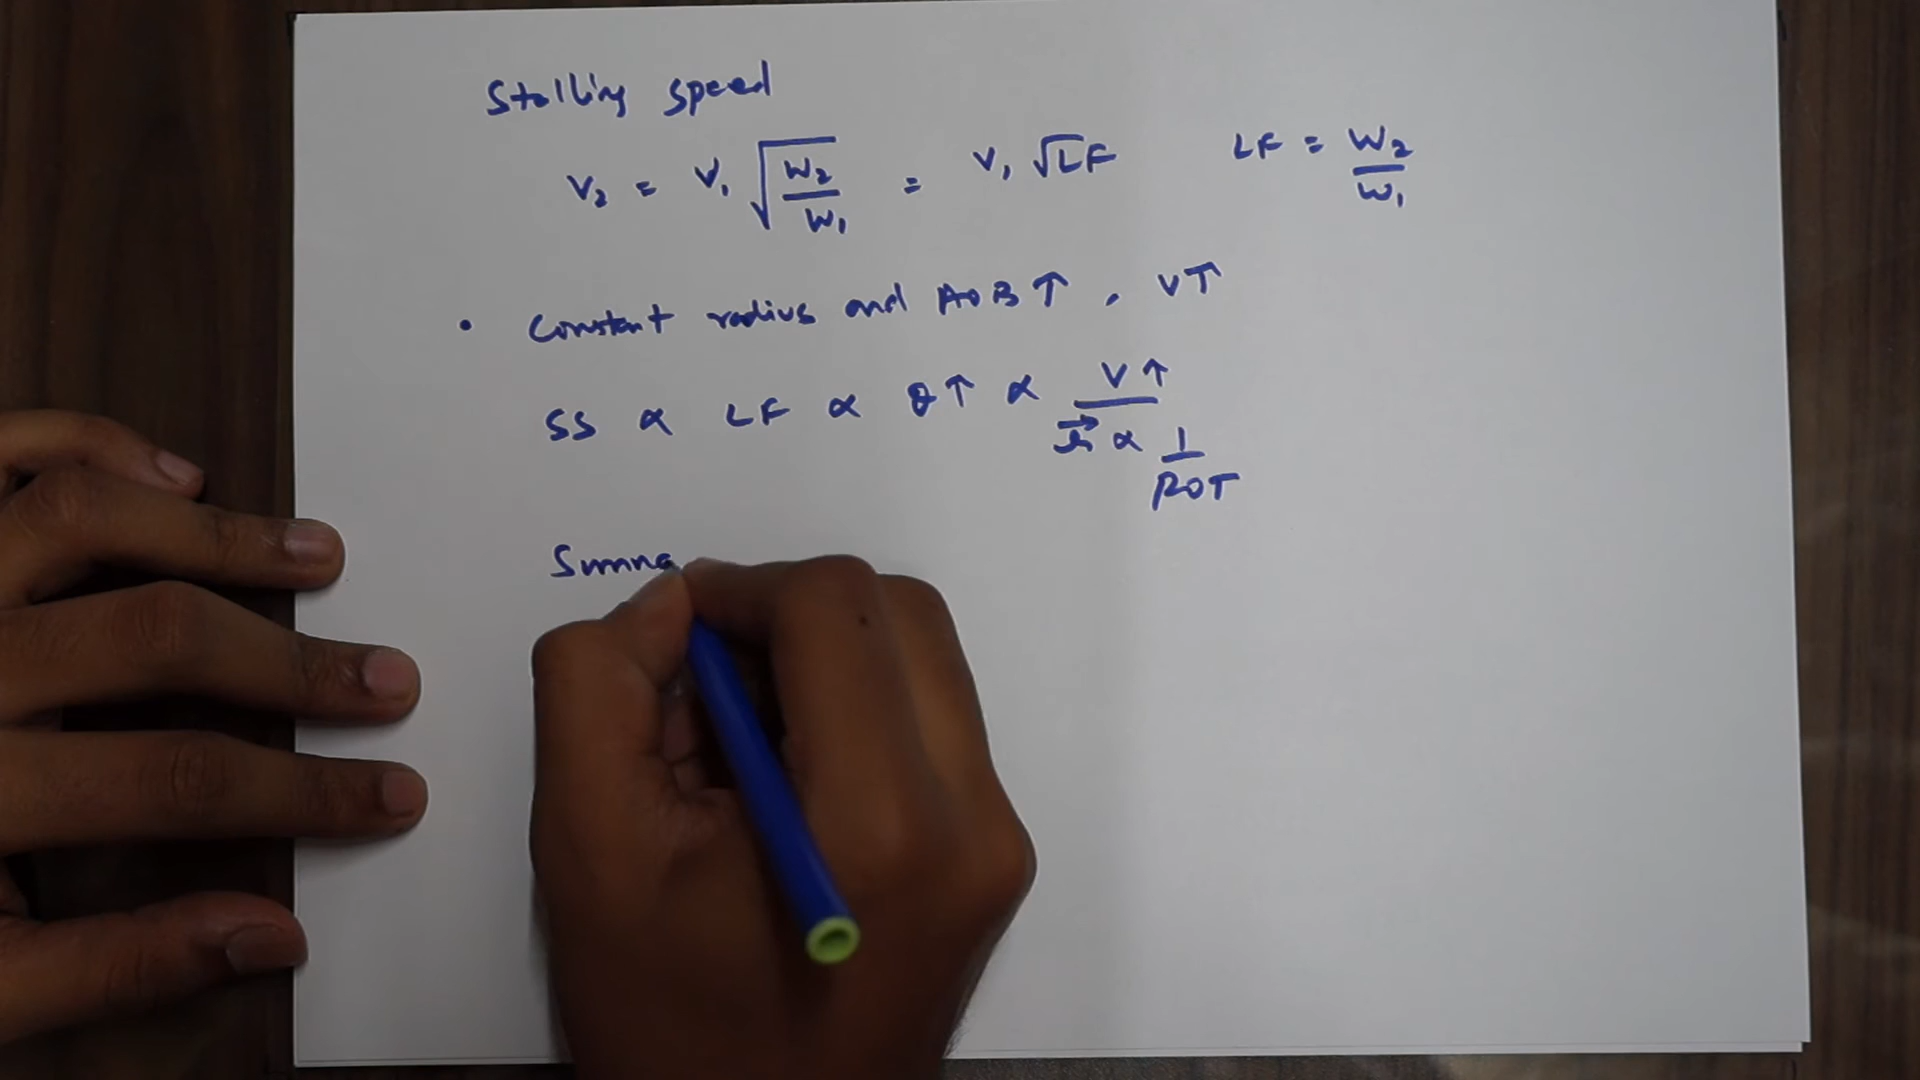 Stalling speed
V₂ = V₁ √(W₂/W₁) = V₁ √LF    LF = W₂/W₁
• Constant radius and AOB ↑ , V↑
SS ∝ LF ∝ θ↑ ∝ V↑/(r⃗ ∝ 1/ROT)
Summa